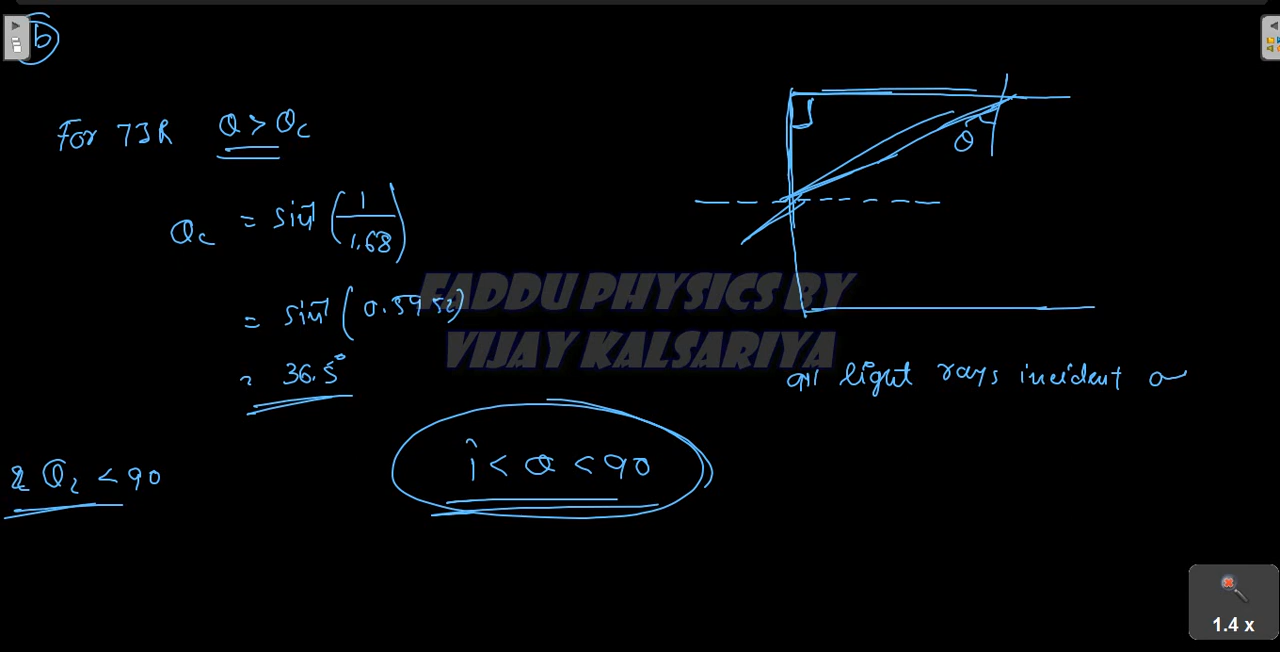 b
For TIR θ > θc
θc = sin⁻¹(1/1.68)
= sin⁻¹(0.5952)
= 36.5°
θ
FADDU PHYSICS BY
VIJAY KALSARIYA
all light rays incident
θ₂ < 90
i < θ < 90
1.4 x